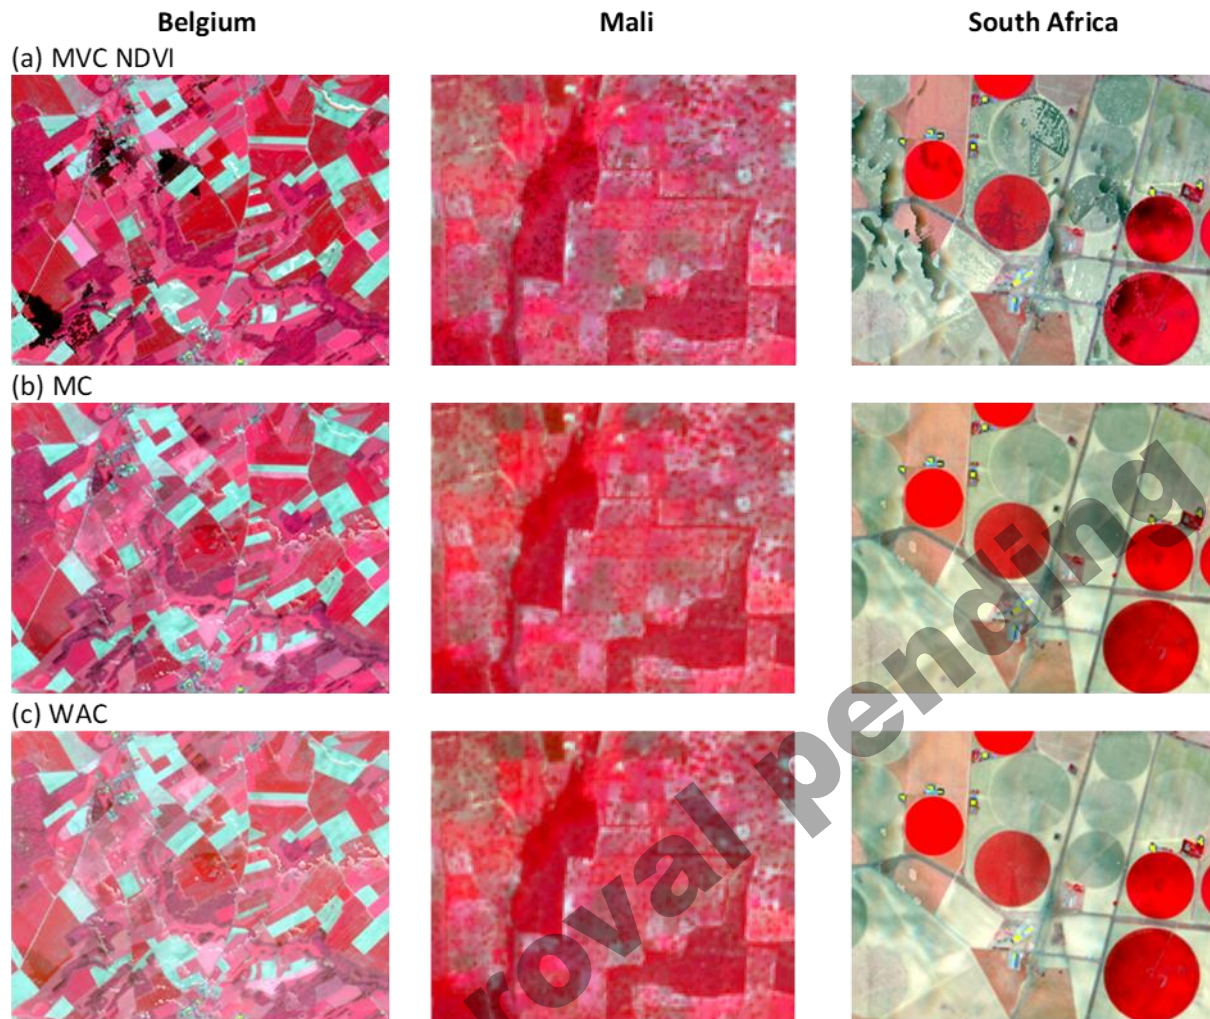 Belgium Mali South Africa
(a) MVC NDVI
(b) MC
(c) WAC
roval pending